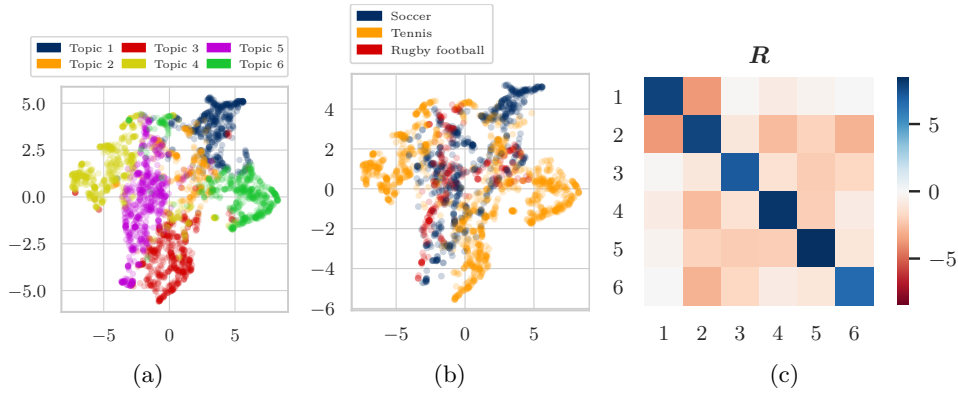 Topic 1 Topic 3 Topic 5
Topic 2 Topic 4 Topic 6
5.0
2.5
0.0
−2.5
−5.0
−5 0 5
(a)
Soccer
Tennis
Rugby football
4
2
0
−2
−4
−6
−5 0 5
(b)
R
1
2
3
4
5
6
1 2 3 4 5 6
5
0
−5
(c)